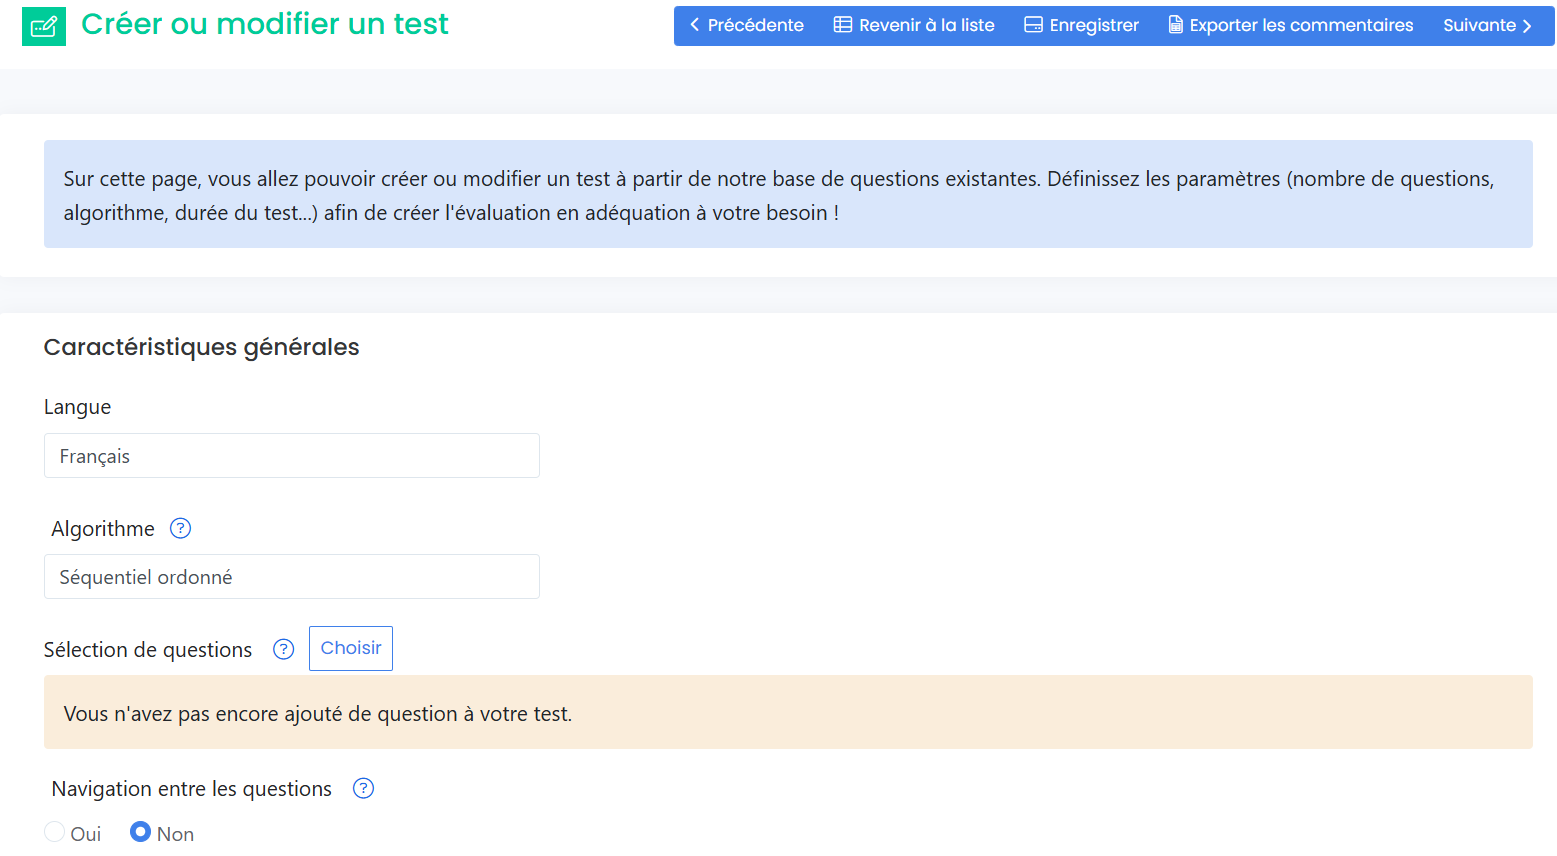 Créer ou modifier un test
Précédente Revenir à la liste Enregistrer Exporter les commentaires Suivante
Sur cette page, vous allez pouvoir créer ou modifier un test à partir de notre base de questions existantes. Définissez les paramètres (nombre de questions,
algorithme, durée du test...) afin de créer l'évaluation en adéquation à votre besoin !
Caractéristiques générales
Langue
Français
Algorithme ?
Séquentiel ordonné
Sélection de questions ? Choisir
Vous n'avez pas encore ajouté de question à votre test.
Navigation entre les questions ?
Oui Non